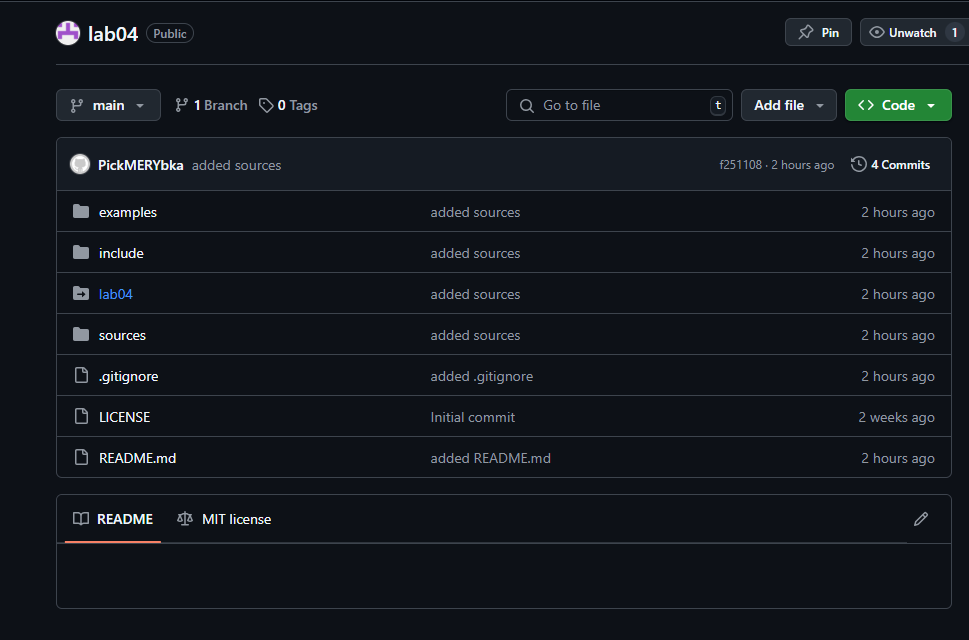 lab04 Public Pin Unwatch 1
main 1 Branch 0 Tags Go to file t Add file <> Code
PickMERYbka added sources f251108 · 2 hours ago 4 Commits
examples added sources 2 hours ago
include added sources 2 hours ago
lab04 added sources 2 hours ago
sources added sources 2 hours ago
.gitignore added .gitignore 2 hours ago
LICENSE Initial commit 2 weeks ago
README.md added README.md 2 hours ago
README MIT license